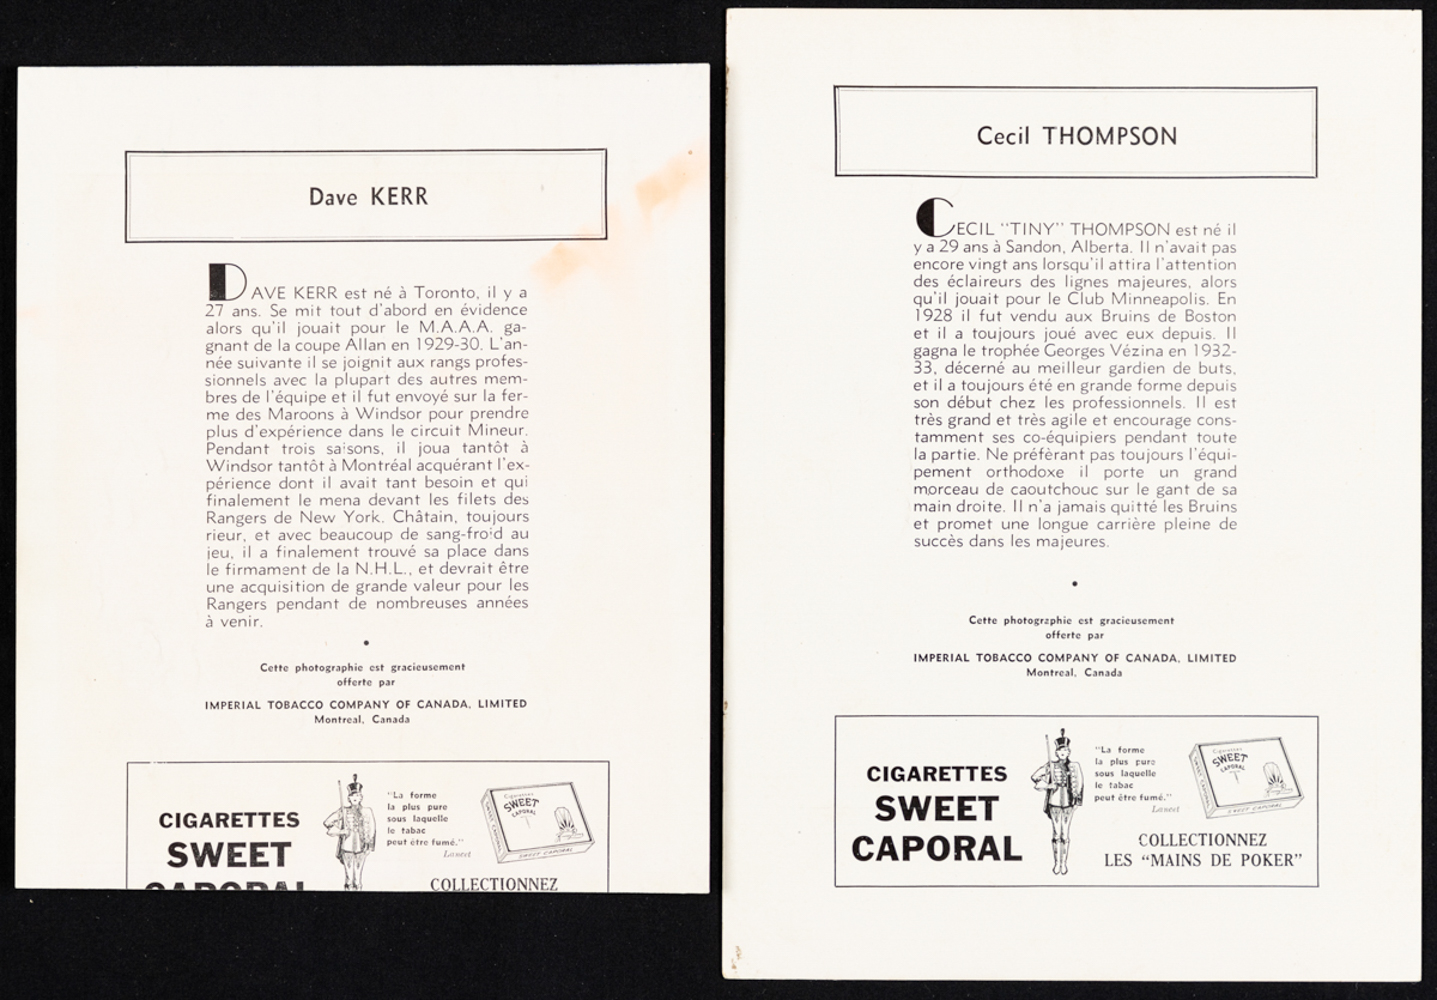 Dave KERR
DAVE KERR est né à Toronto, il y a
27 ans. Se mit tout d'abord en évidence
alors qu'il jouait pour le M.A.A.A. ga-
gnant de la coupe Allan en 1929-30. L'an-
née suivante il se joignit aux rangs profes-
sionnels avec la plupart des autres mem-
bres de l'équipe et il fut envoyé sur la fer-
me des Maroons à Windsor pour prendre
plus d'expérience dans le circuit Mineur.
Pendant trois saisons, il joua tantôt à
Windsor tantôt à Montréal acquérant l'ex-
périence dont il avait tant besoin et qui
finalement le mena devant les filets des
Rangers de New York. Châtain, toujours
rieur, et avec beaucoup de sang-froid au
jeu, il a finalement trouvé sa place dans
le firmament de la N.H.L., et devrait être
une acquisition de grande valeur pour les
Rangers pendant de nombreuses années
à venir.
•
Cette photographie est gracieusement
offerte par
IMPERIAL TOBACCO COMPANY OF CANADA, LIMITED
Montreal, Canada
CIGARETTES
SWEET
CAPORAL
"La forme
la plus pure
sous laquelle
le tabac
peut être fumé."
Lancet
Cigarettes
SWEET
CAPORAL
SWEET CAPORAL
COLLECTIONNEZ
Cecil THOMPSON
CECIL "TINY" THOMPSON est né il
y a 29 ans à Sandon, Alberta. Il n'avait pas
encore vingt ans lorsqu'il attira l'attention
des éclaireurs des lignes majeures, alors
qu'il jouait pour le Club Minneapolis. En
1928 il fut vendu aux Bruins de Boston
et il a toujours joué avec eux depuis. Il
gagna le trophée Georges Vézina en 1932-
33, décerné au meilleur gardien de buts,
et il a toujours été en grande forme depuis
son début chez les professionnels. Il est
très grand et très agile et encourage cons-
tamment ses co-équipiers pendant toute
la partie. Ne préfèrant pas toujours l'équi-
pement orthodoxe il porte un grand
morceau de caoutchouc sur le gant de sa
main droite. Il n'a jamais quitté les Bruins
et promet une longue carrière pleine de
succès dans les majeures.
•
Cette photographie est gracieusement
offerte par
IMPERIAL TOBACCO COMPANY OF CANADA, LIMITED
Montreal, Canada
CIGARETTES
SWEET
CAPORAL
"La forme
la plus pure
sous laquelle
le tabac
peut être fumé."
Lancet
Cigarettes
SWEET
CAPORAL
SWEET CAPORAL
COLLECTIONNEZ
LES "MAINS DE POKER"